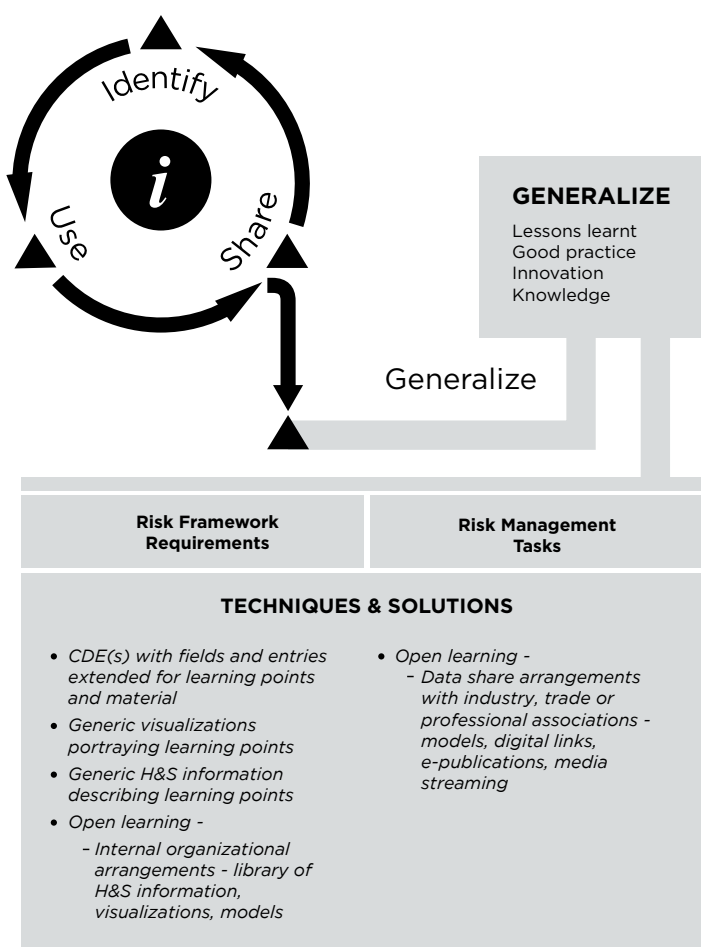 Identify
i
Use
Share
GENERALIZE
Lessons learnt
Good practice
Innovation
Knowledge
Generalize
Risk Framework
Requirements
Risk Management
Tasks
TECHNIQUES & SOLUTIONS
• CDE(s) with fields and entries
extended for learning points
and material
• Generic visualizations
portraying learning points
• Generic H&S information
describing learning points
• Open learning -
– Internal organizational
arrangements - library of
H&S information,
visualizations, models
• Open learning -
– Data share arrangements
with industry, trade or
professional associations -
models, digital links,
e-publications, media
streaming